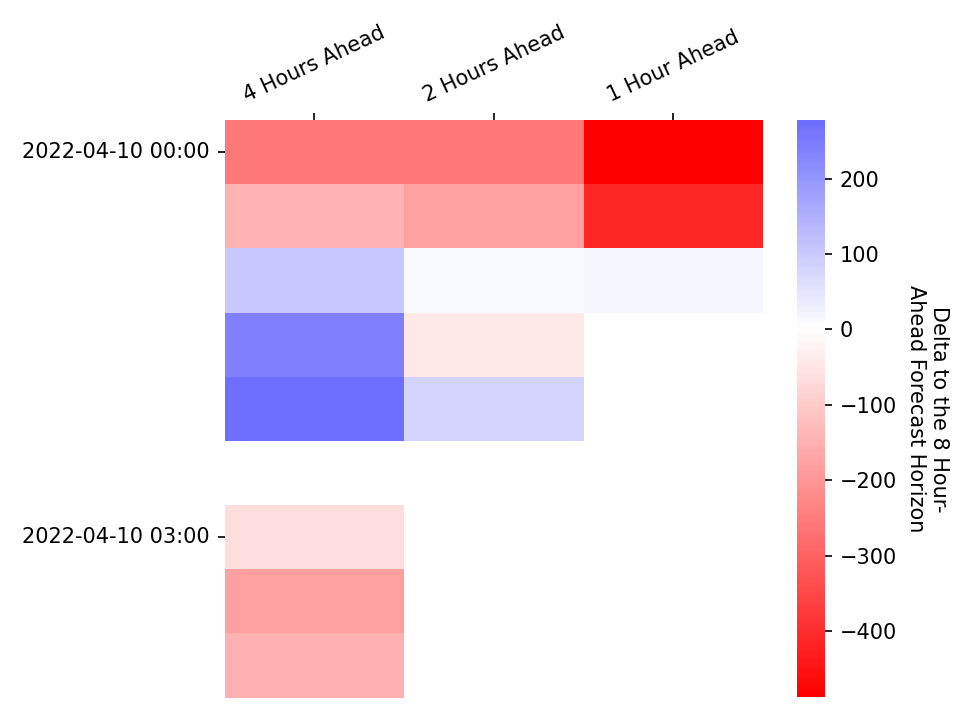 4 Hours Ahead
2 Hours Ahead
1 Hour Ahead
2022-04-10 00:00
2022-04-10 03:00
200
100
0
−100
−200
−300
−400
Delta to the 8 Hour-
Ahead Forecast Horizon